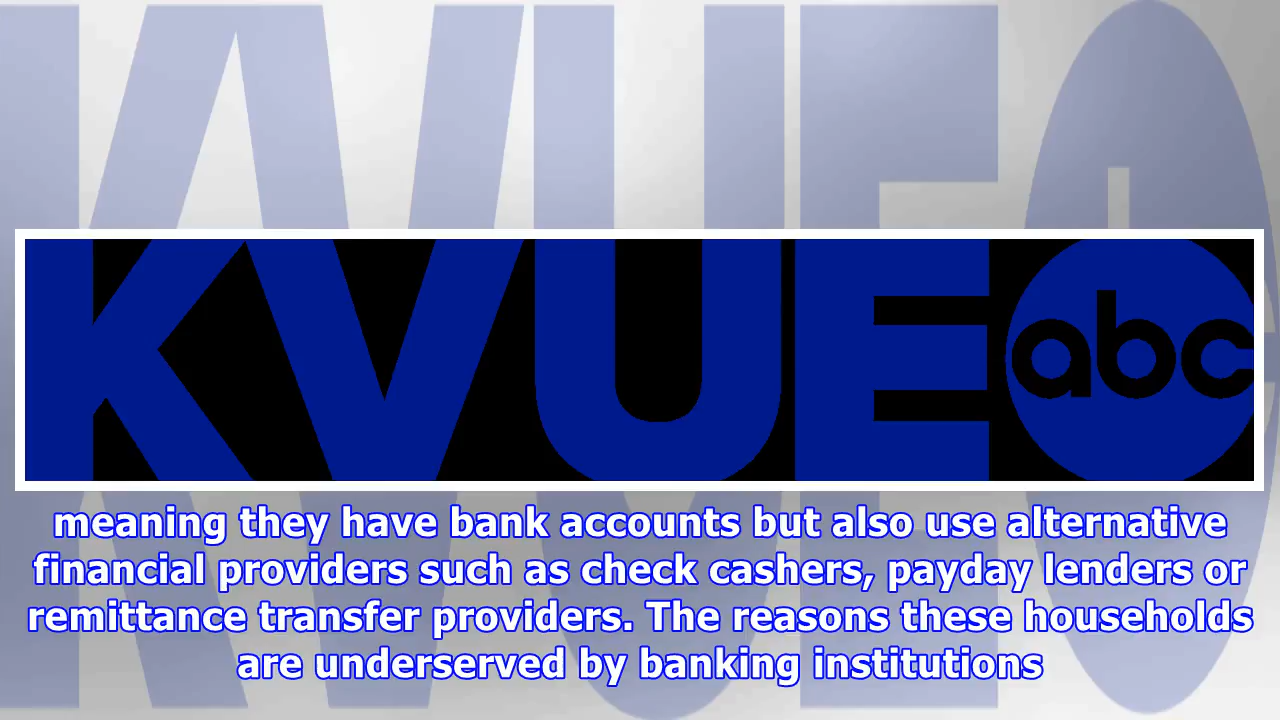 KVUE abc
meaning they have bank accounts but also use alternative
financial providers such as check cashers, payday lenders or
remittance transfer providers. The reasons these households
are underserved by banking institutions